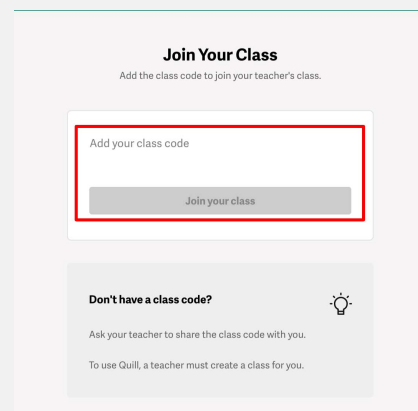 Join Your Class
Add the class code to join your teacher's class.
Add your class code
Join your class
Don't have a class code?
Ask your teacher to share the class code with you.
To use Quill, a teacher must create a class for you.